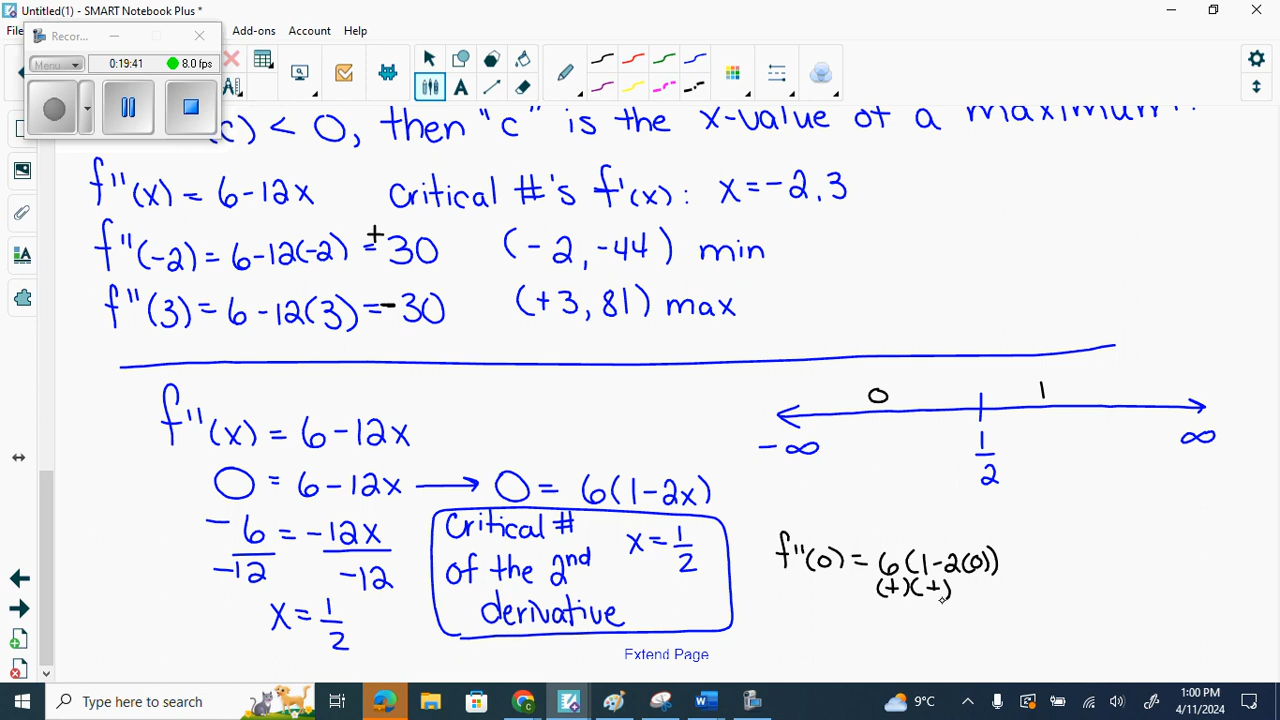 Untitled(1) - SMART Notebook Plus *
Recor...
Menu
0:19:41
8.0 fps
Add-ons Account Help
(c) < 0, then "c" is the x-value of a maximum.
f''(x) = 6-12x Critical #'s f'(x): x = -2, 3
f''(-2) = 6-12(-2) = +30 (-2, -44) min
f''(3) = 6-12(3) = -30 (+3, 81) max
f''(x) = 6-12x
0 = 6-12x → 0 = 6(1-2x)
-6 = -12x
-12 -12
x = 1/2
Critical #
of the 2nd
derivative
x = 1/2
0 1
-∞ 1/2 ∞
f''(0) = 6(1-2(0))
(+)(+)
Extend Page
Type here to search
9°C
1:00 PM
4/11/2024